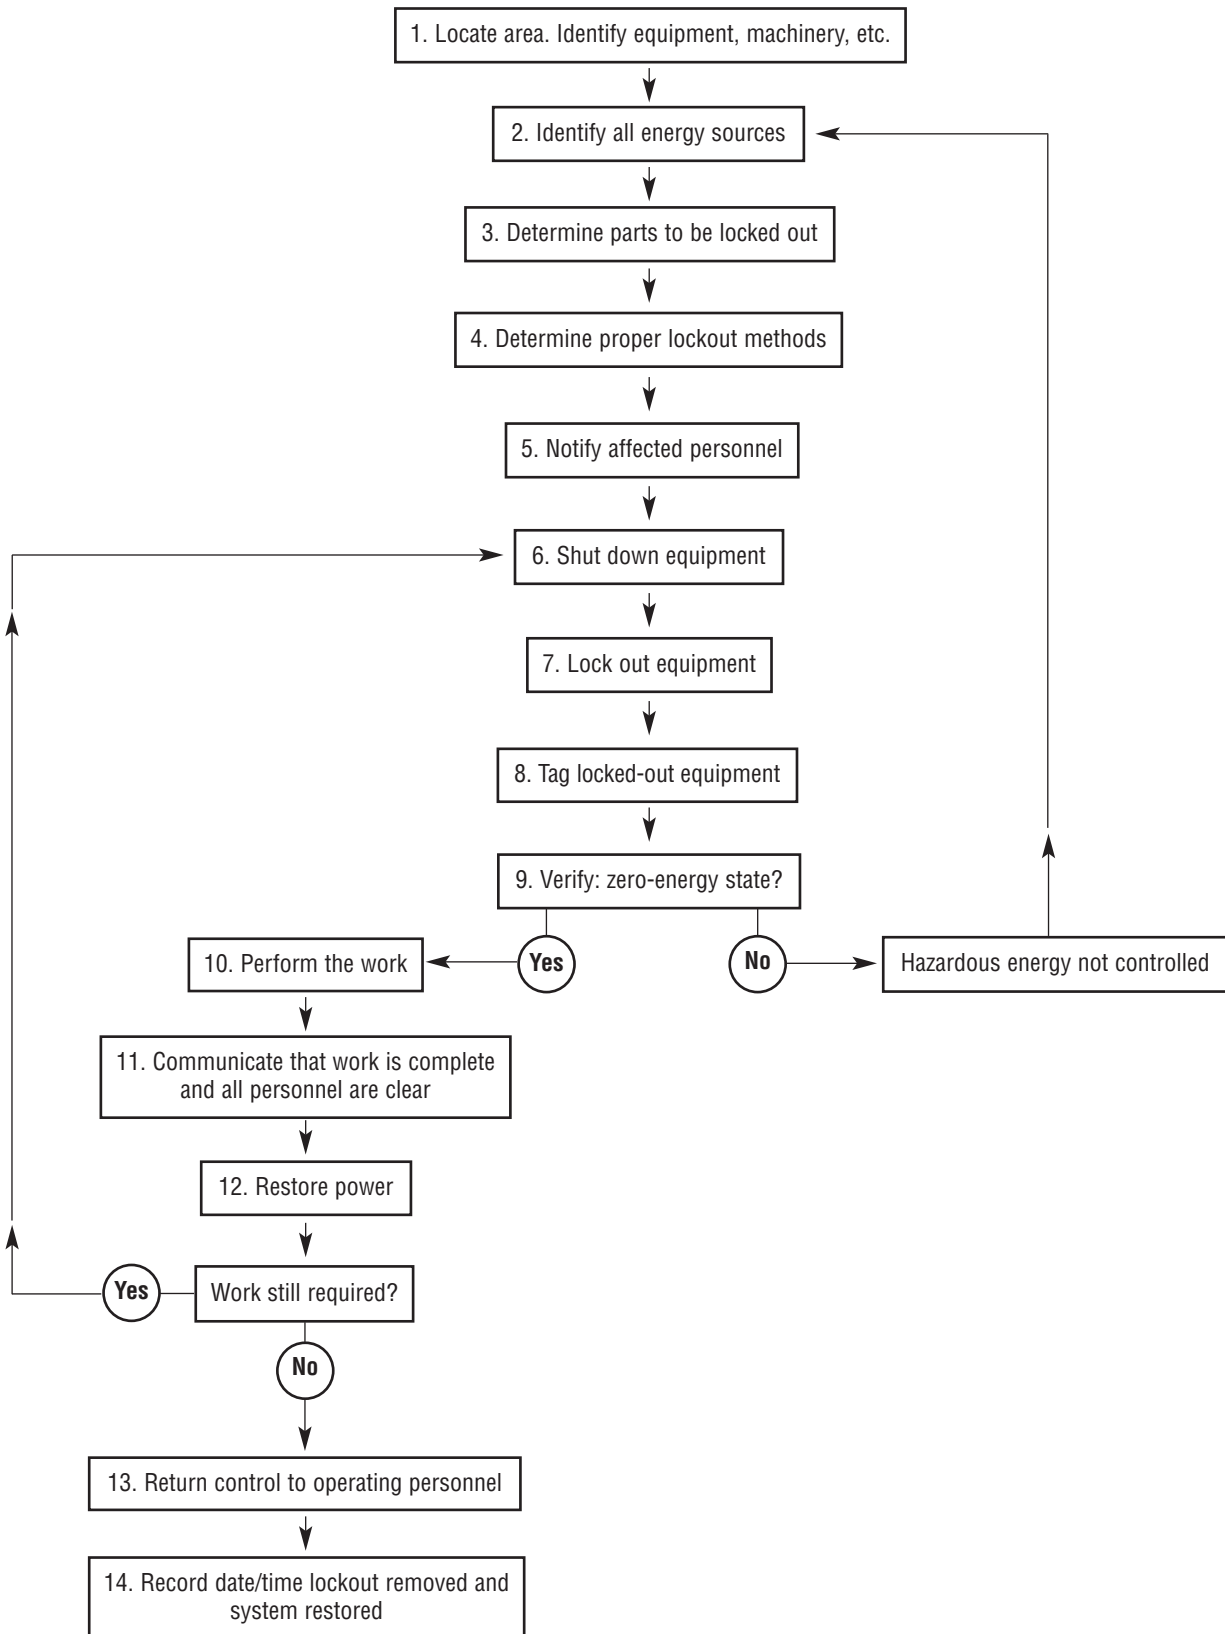 1. Locate area. Identify equipment, machinery, etc.
2. Identify all energy sources
3. Determine parts to be locked out
4. Determine proper lockout methods
5. Notify affected personnel
6. Shut down equipment
7. Lock out equipment
8. Tag locked-out equipment
9. Verify: zero-energy state?
Yes
No
Hazardous energy not controlled
10. Perform the work
11. Communicate that work is complete
and all personnel are clear
12. Restore power
Work still required?
Yes
No
13. Return control to operating personnel
14. Record date/time lockout removed and
system restored